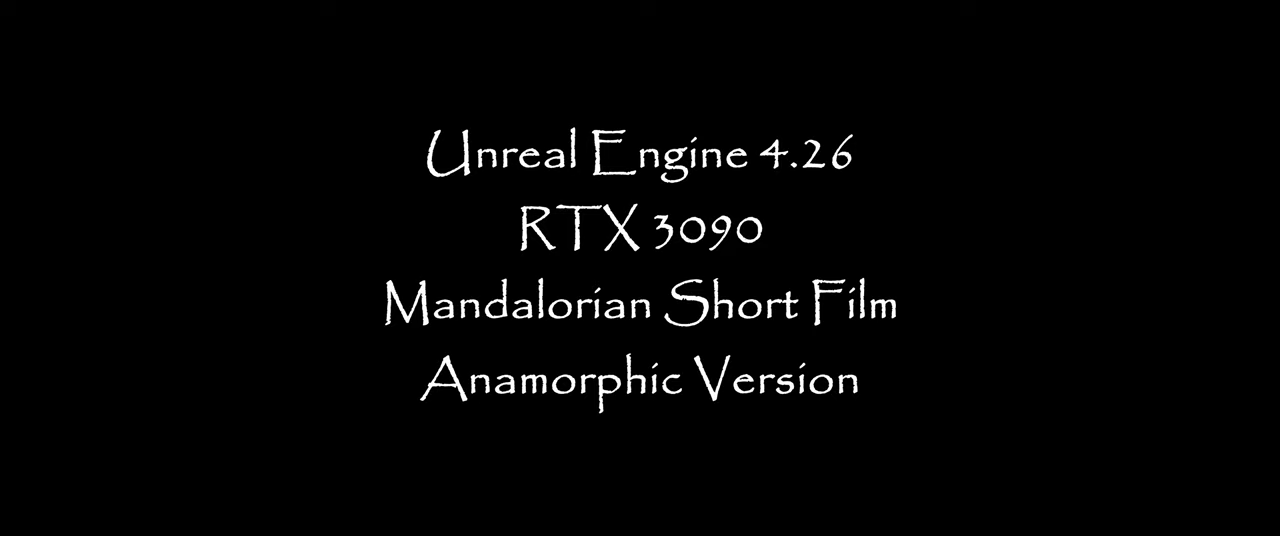 Unreal Engine 4.26
RTX 3090
Mandalorian Short Film
Anamorphic Version